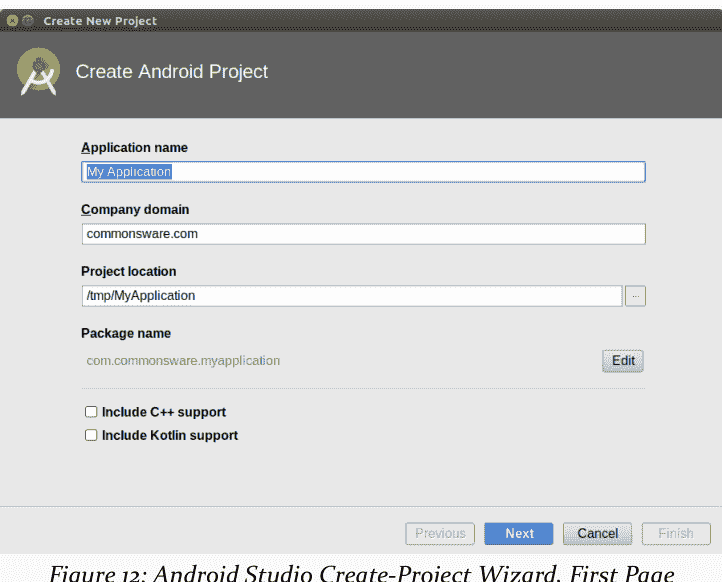 Create New Project
Create Android Project
Application name
My Application
Company domain
commonsware.com
Project location
/tmp/MyApplication
...
Package name
com.commonsware.myapplication
Edit
Include C++ support
Include Kotlin support
Previous Next Cancel Finish
Figure 12: Android Studio Create-Project Wizard, First Page